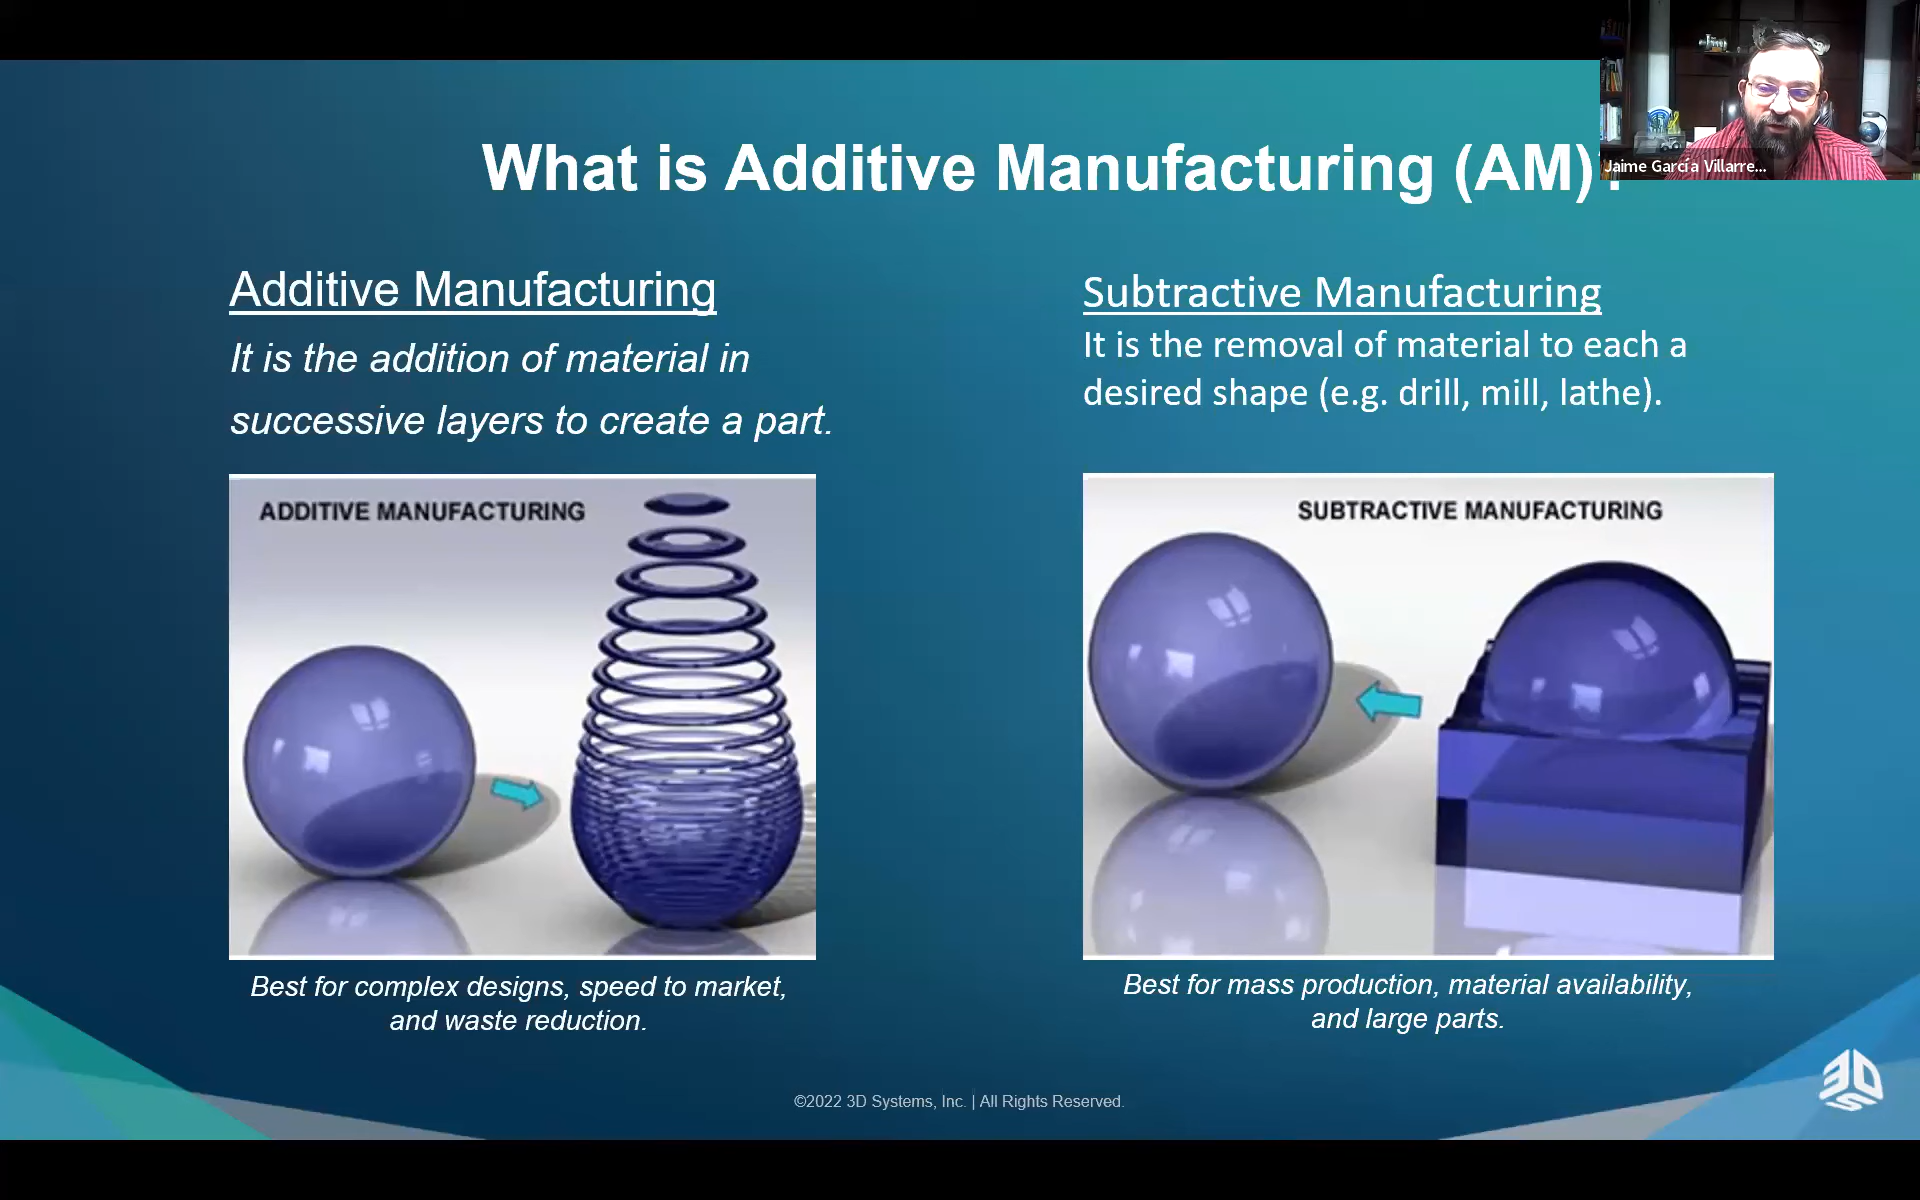 What is Additive Manufacturing (AM)
Jaime García Villarre...
Additive Manufacturing
It is the addition of material in
successive layers to create a part.
ADDITIVE MANUFACTURING
Best for complex designs, speed to market,
and waste reduction.
Subtractive Manufacturing
It is the removal of material to each a
desired shape (e.g. drill, mill, lathe).
SUBTRACTIVE MANUFACTURING
Best for mass production, material availability,
and large parts.
©2022 3D Systems, Inc. | All Rights Reserved.
3DS